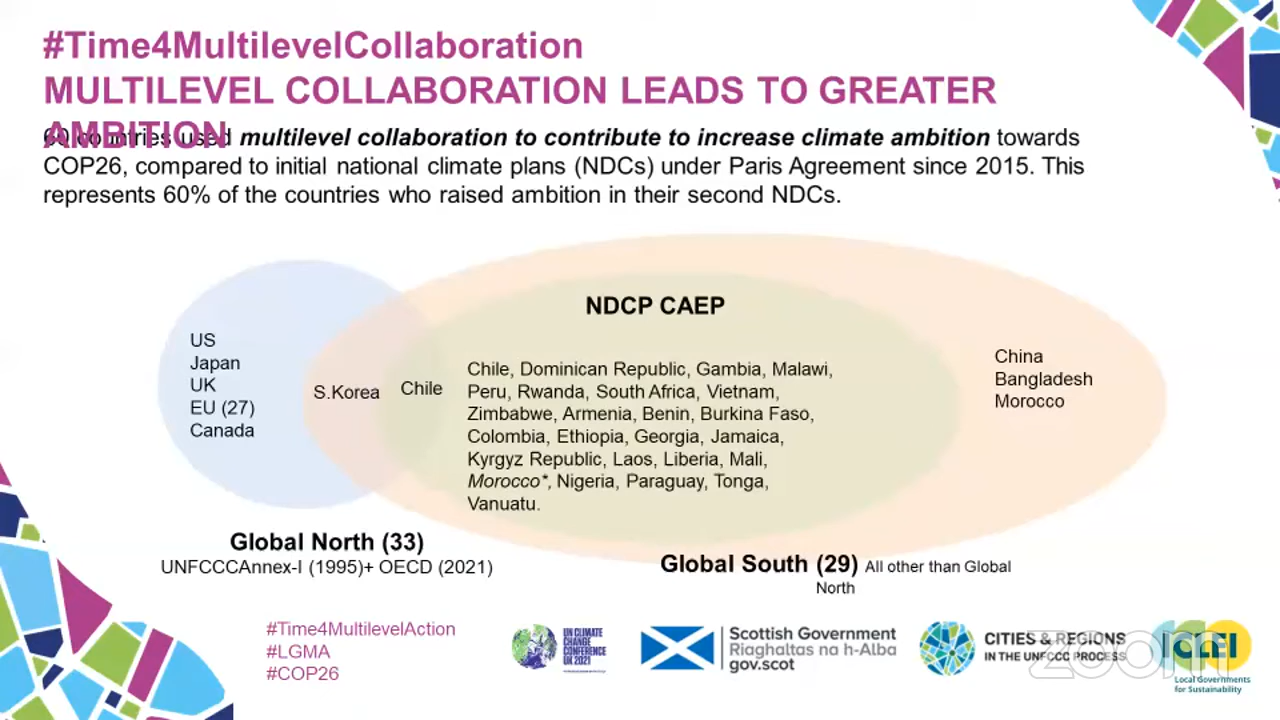 #Time4MultilevelCollaboration
MULTILEVEL COLLABORATION LEADS TO GREATER
AMBITION
60 countries used multilevel collaboration to contribute to increase climate ambition towards
COP26, compared to initial national climate plans (NDCs) under Paris Agreement since 2015. This
represents 60% of the countries who raised ambition in their second NDCs.
NDCP CAEP
US
Japan
UK
EU (27)
Canada
S.Korea
Chile
Chile, Dominican Republic, Gambia, Malawi,
Peru, Rwanda, South Africa, Vietnam,
Zimbabwe, Armenia, Benin, Burkina Faso,
Colombia, Ethiopia, Georgia, Jamaica,
Kyrgyz Republic, Laos, Liberia, Mali,
Morocco*, Nigeria, Paraguay, Tonga,
Vanuatu.
China
Bangladesh
Morocco
Global North (33)
UNFCCCAnnex-I (1995)+ OECD (2021)
Global South (29) All other than Global
North
#Time4MultilevelAction
#LGMA
#COP26
UN CLIMATE
CHANGE
CONFERENCE
UK 2021
Scottish Government
Riaghaltas na h-Alba
gov.scot
CITIES & REGIONS
IN THE UNFCCC PROCESS
ICLEI
Local Governments
for Sustainability
zoom